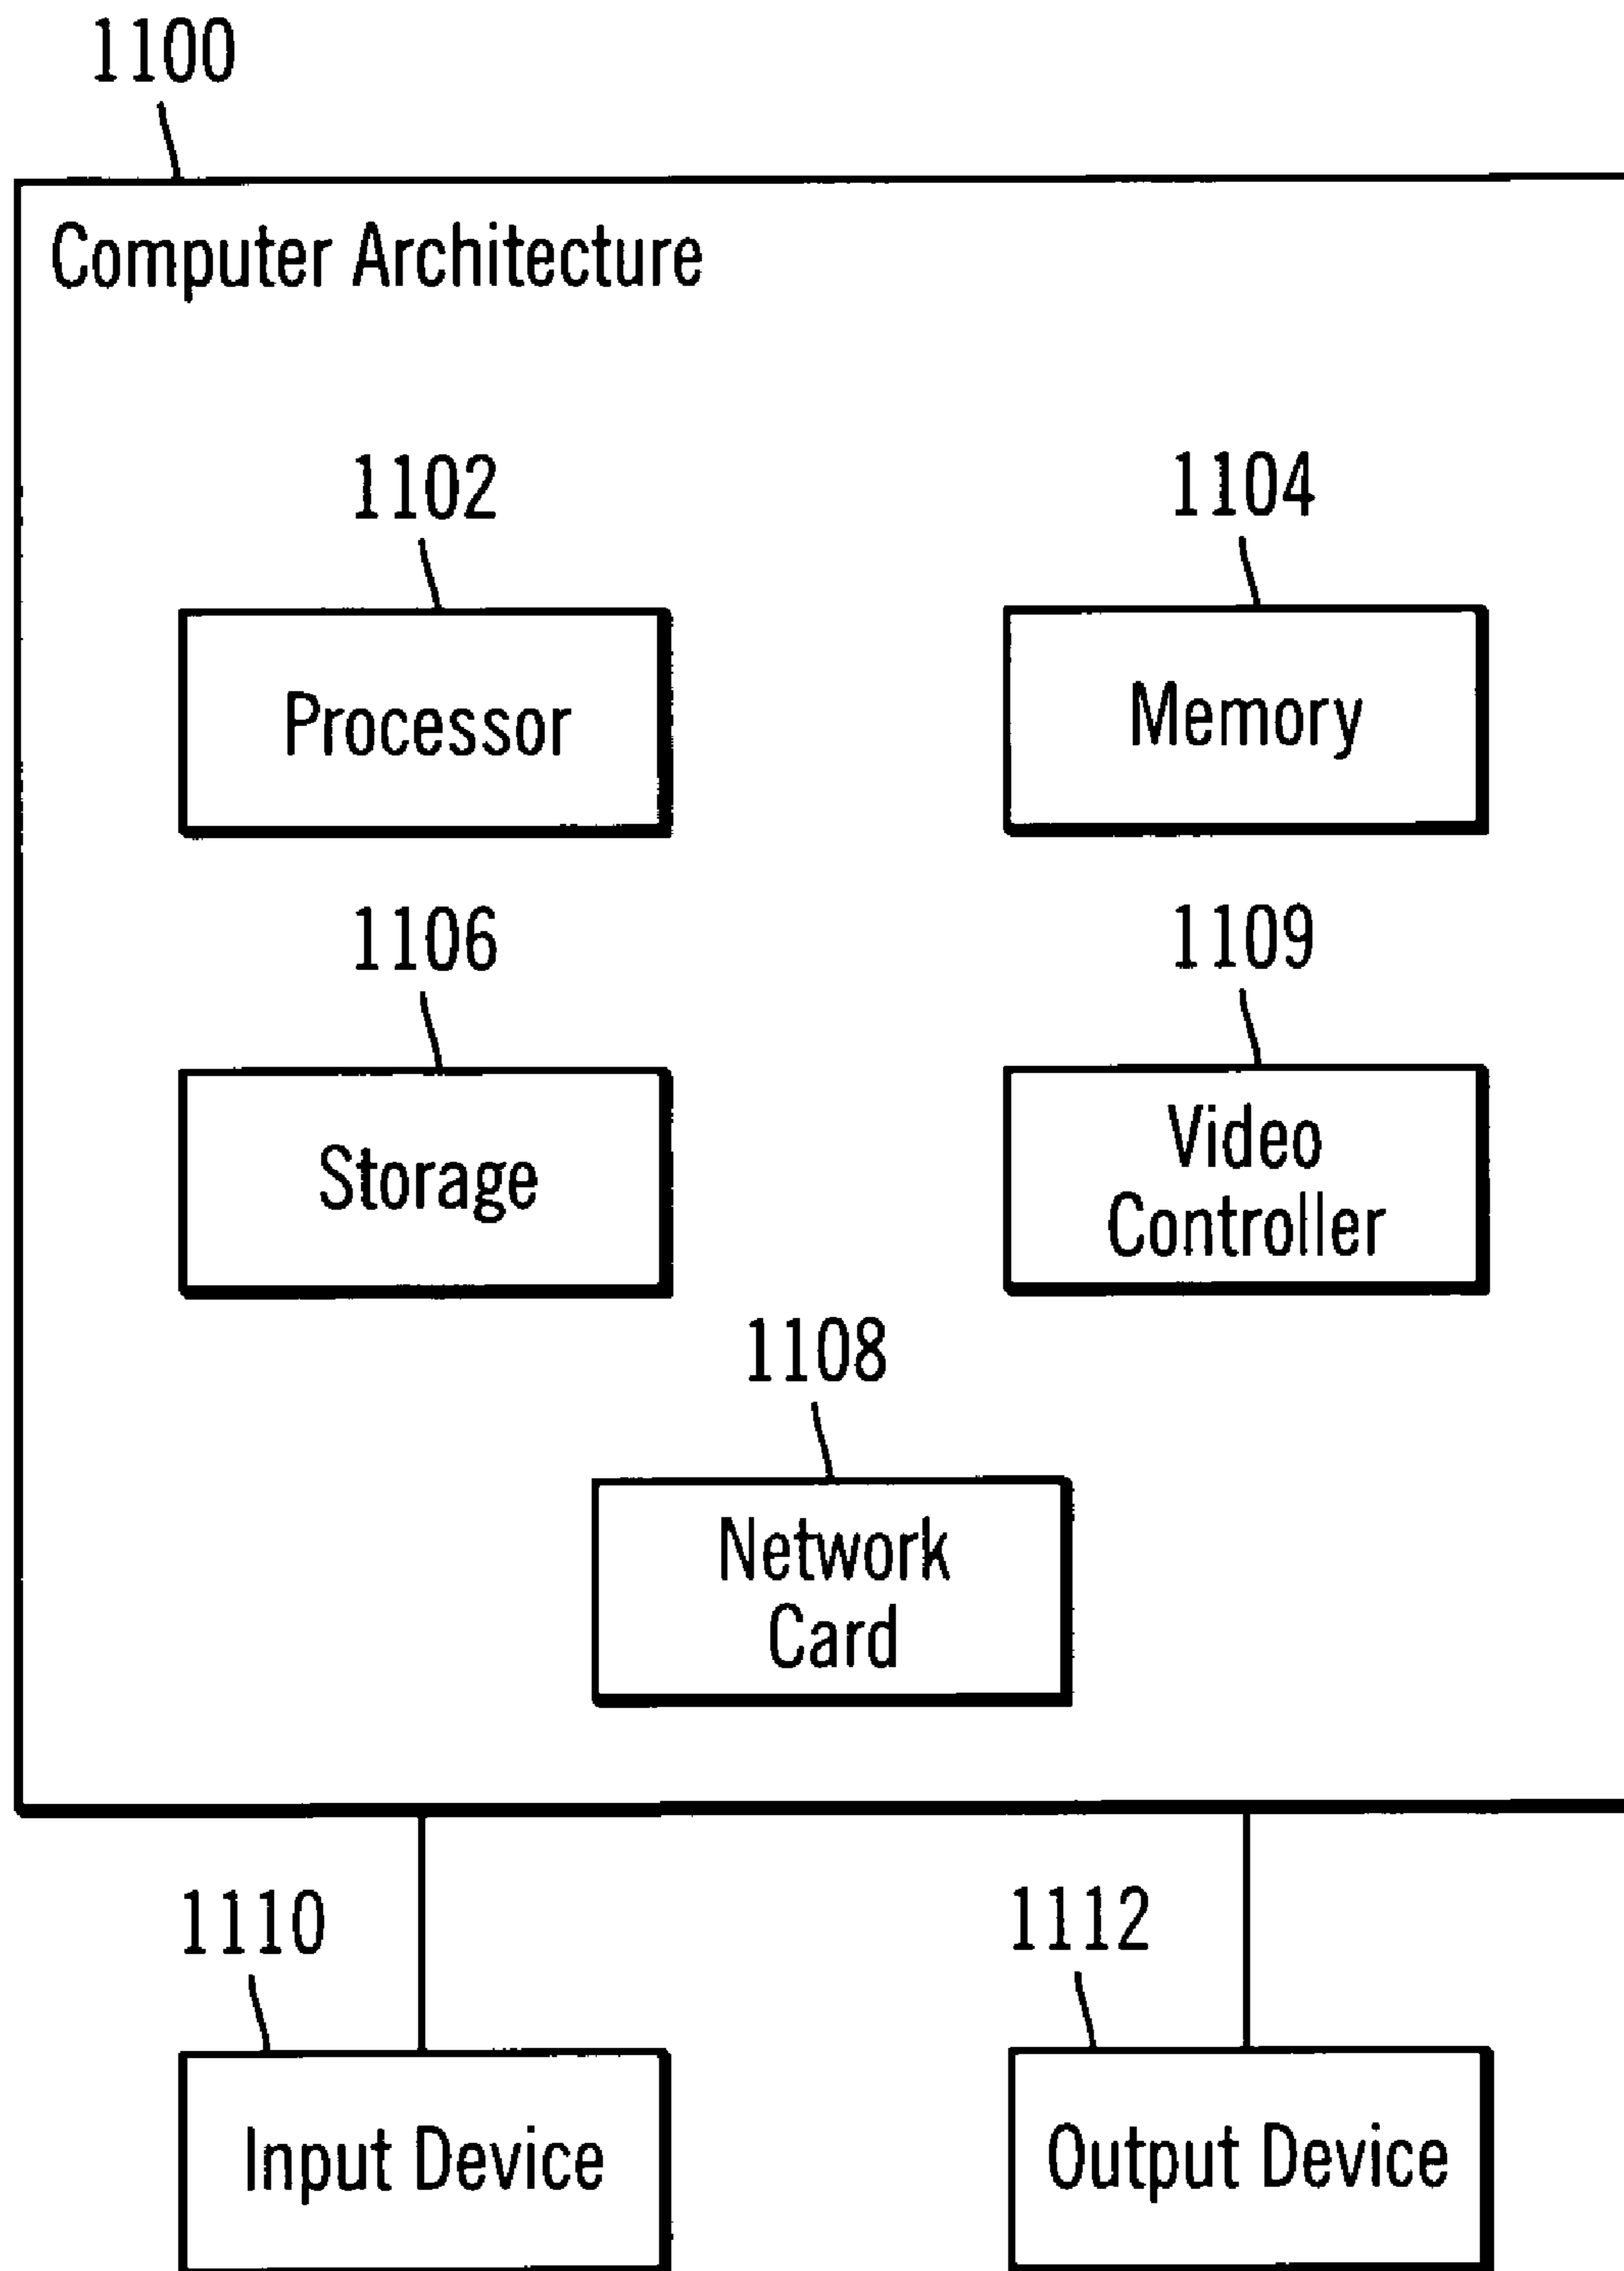 1100
Computer Architecture
1102
1104
Processor
Memory
1106
1109
Storage
Video
Controller
1108
Network
Card
1110
1112
Input Device
Output Device